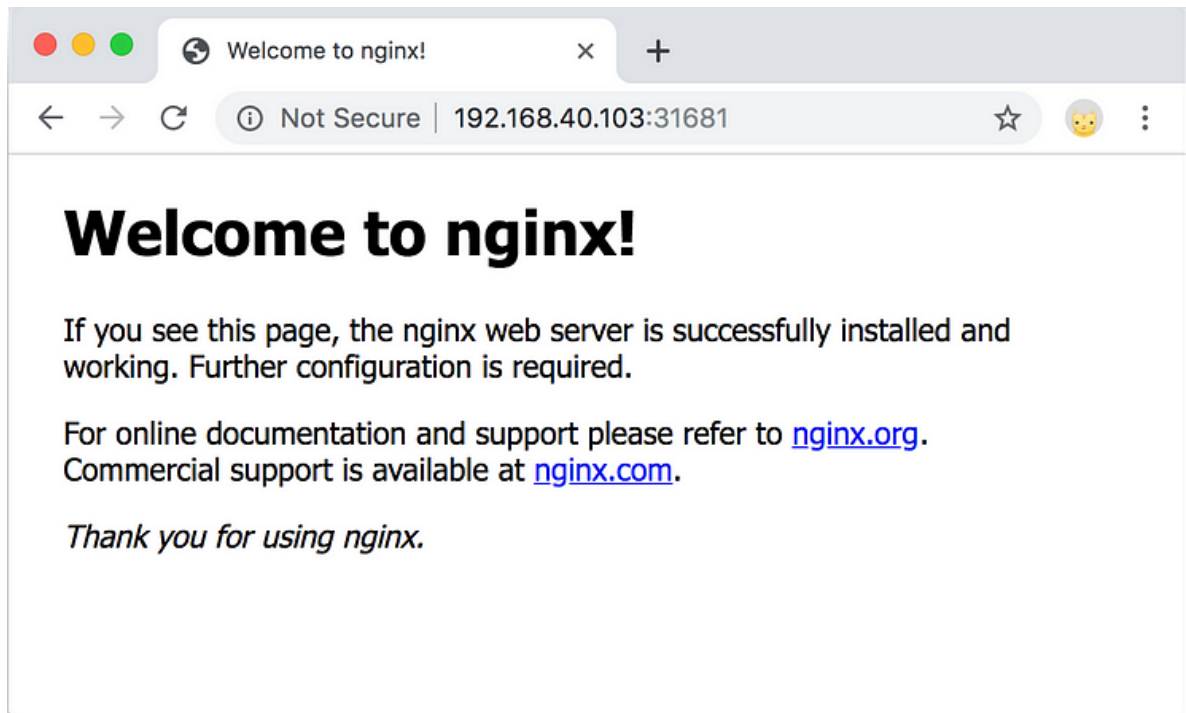 Welcome to nginx!
Not Secure | 192.168.40.103:31681
Welcome to nginx!
If you see this page, the nginx web server is successfully installed and
working. Further configuration is required.
For online documentation and support please refer to nginx.org.
Commercial support is available at nginx.com.
Thank you for using nginx.